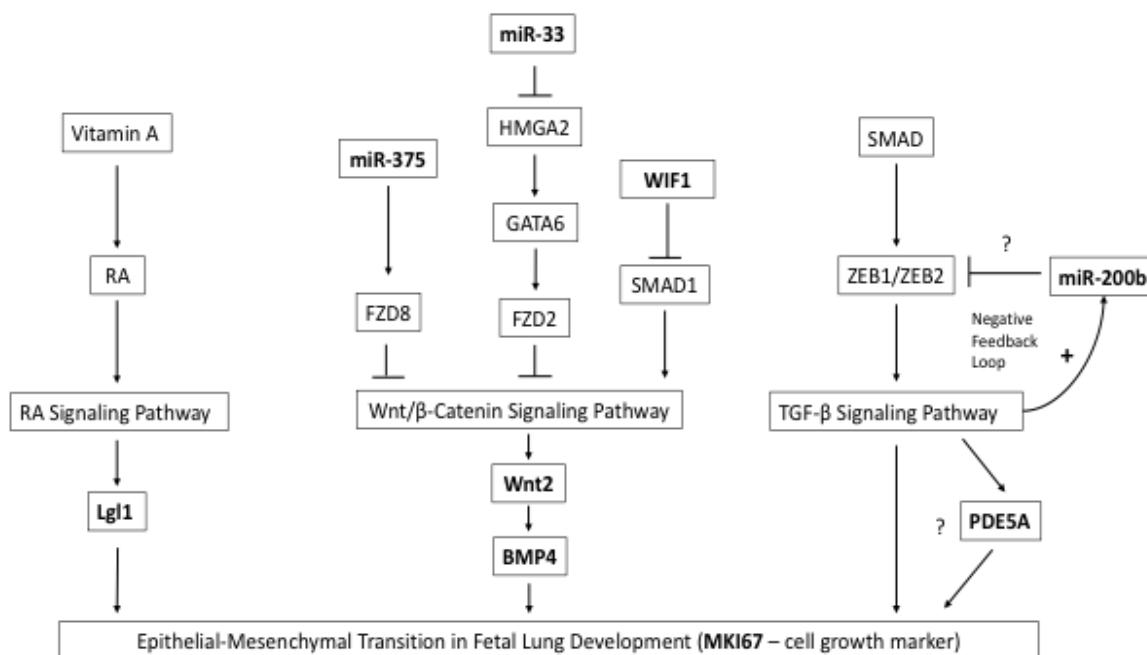 miR-33
HMGA2
Vitamin A
SMAD
miR-375
WIF1
GATA6
?
RA
ZEB1/ZEB2
miR-200b
SMAD1
FZD8
FZD2
Negative
Feedback
Loop
+
RA Signaling Pathway
Wnt/β-Catenin Signaling Pathway
TGF-β Signaling Pathway
Wnt2
Lgl1
PDE5A
?
BMP4
Epithelial-Mesenchymal Transition in Fetal Lung Development (MKI67 – cell growth marker)